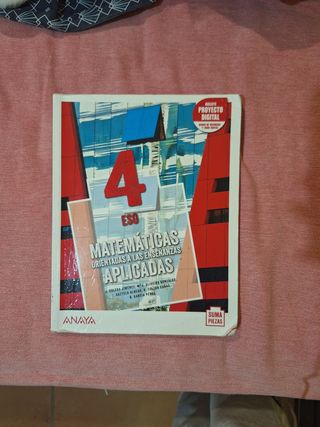 INCLUYE
PROYECTO
DIGITAL
4
ESO
MATEMÁTICAS
ORIENTADAS A LAS ENSEÑANZAS
APLICADAS
ANAYA
SUMA
PIEZAS